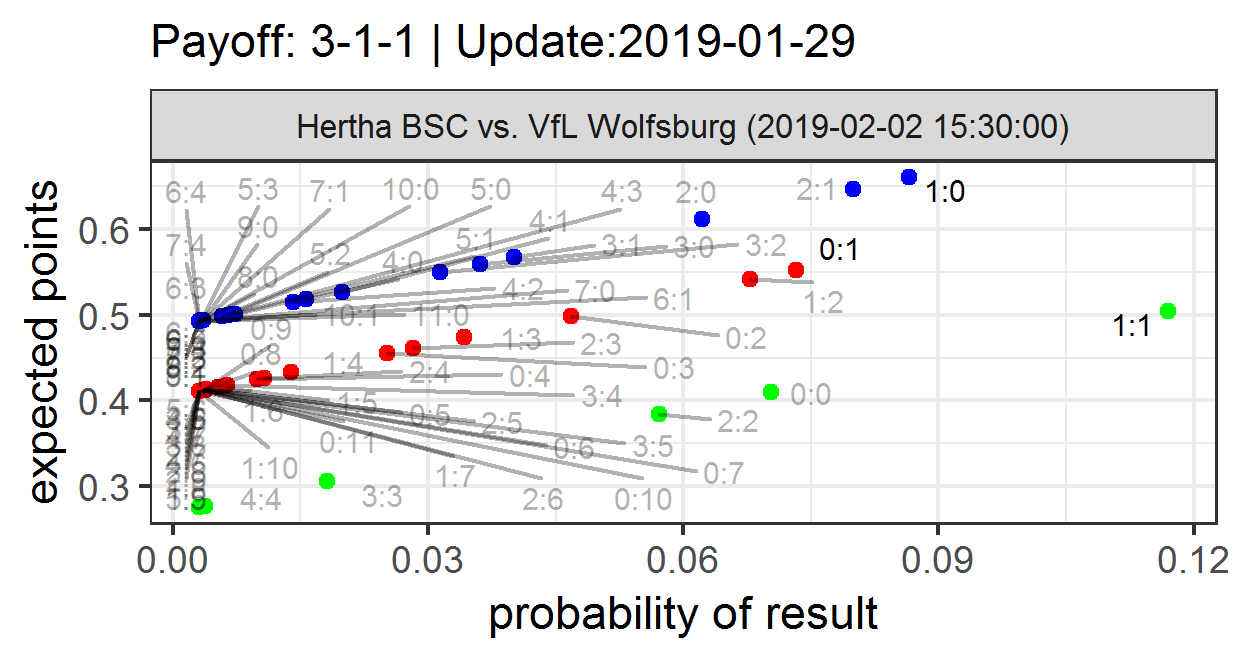 Payoff: 3-1-1 | Update:2019-01-29
Hertha BSC vs. VfL Wolfsburg (2019-02-02 15:30:00)
6:4 5:3 7:1 10:0 5:0 4:3 2:0 2:1 1:0
9:0 4:1
7:4 5:2 5:1 3:1 3:0 3:2 0:1
6:3 8:0 4:0 4:2 7:0 6:1 1:2
10:1 11:0 1:1
0:9 1:3 2:3 0:2
0:8 1:4 2:4 0:4 0:3
1:6 1:5 0:5 2:5 3:4 0:0
0:11 0:6 3:5 2:2
1:10 1:7 0:7
4:4 3:3 2:6 0:10
expected points
0.6
0.5
0.4
0.3
0.00 0.03 0.06 0.09 0.12
probability of result